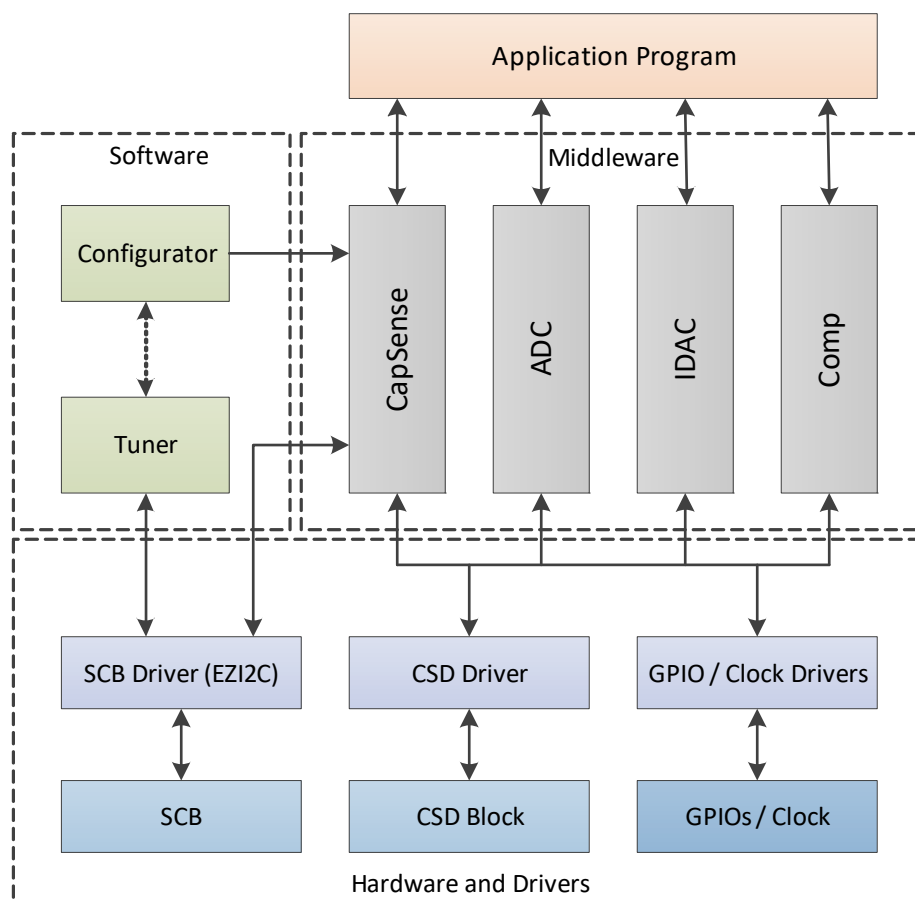 Application Program
Software
Middleware
Configurator
Tuner
CapSense
ADC
IDAC
Comp
SCB Driver (EZI2C)
CSD Driver
GPIO / Clock Drivers
SCB
CSD Block
GPIOs / Clock
Hardware and Drivers